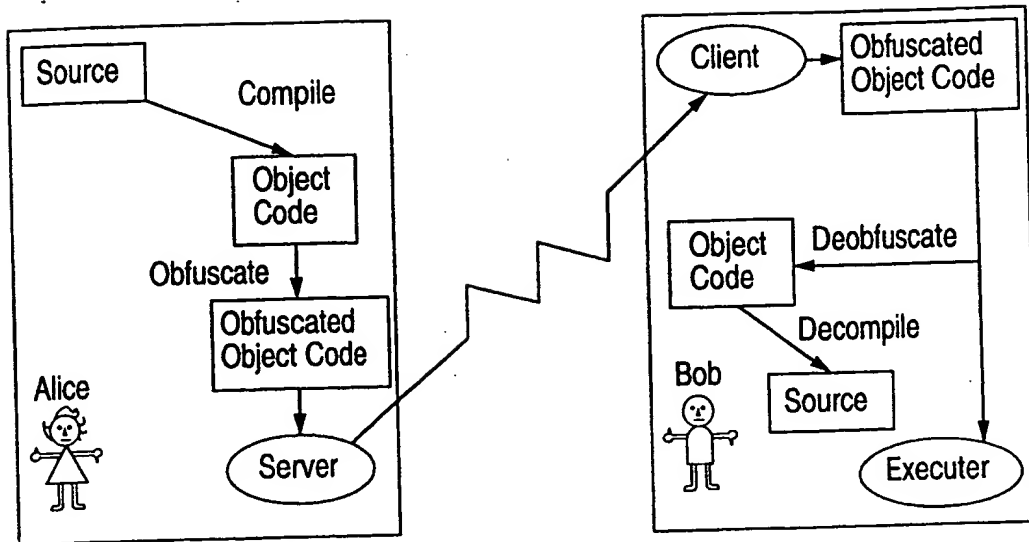 Source
Compile
Object
Code
Obfuscate
Obfuscated
Object Code
Alice
Server
Client
Obfuscated
Object Code
Object
Code
Deobfuscate
Decompile
Bob
Source
Executer